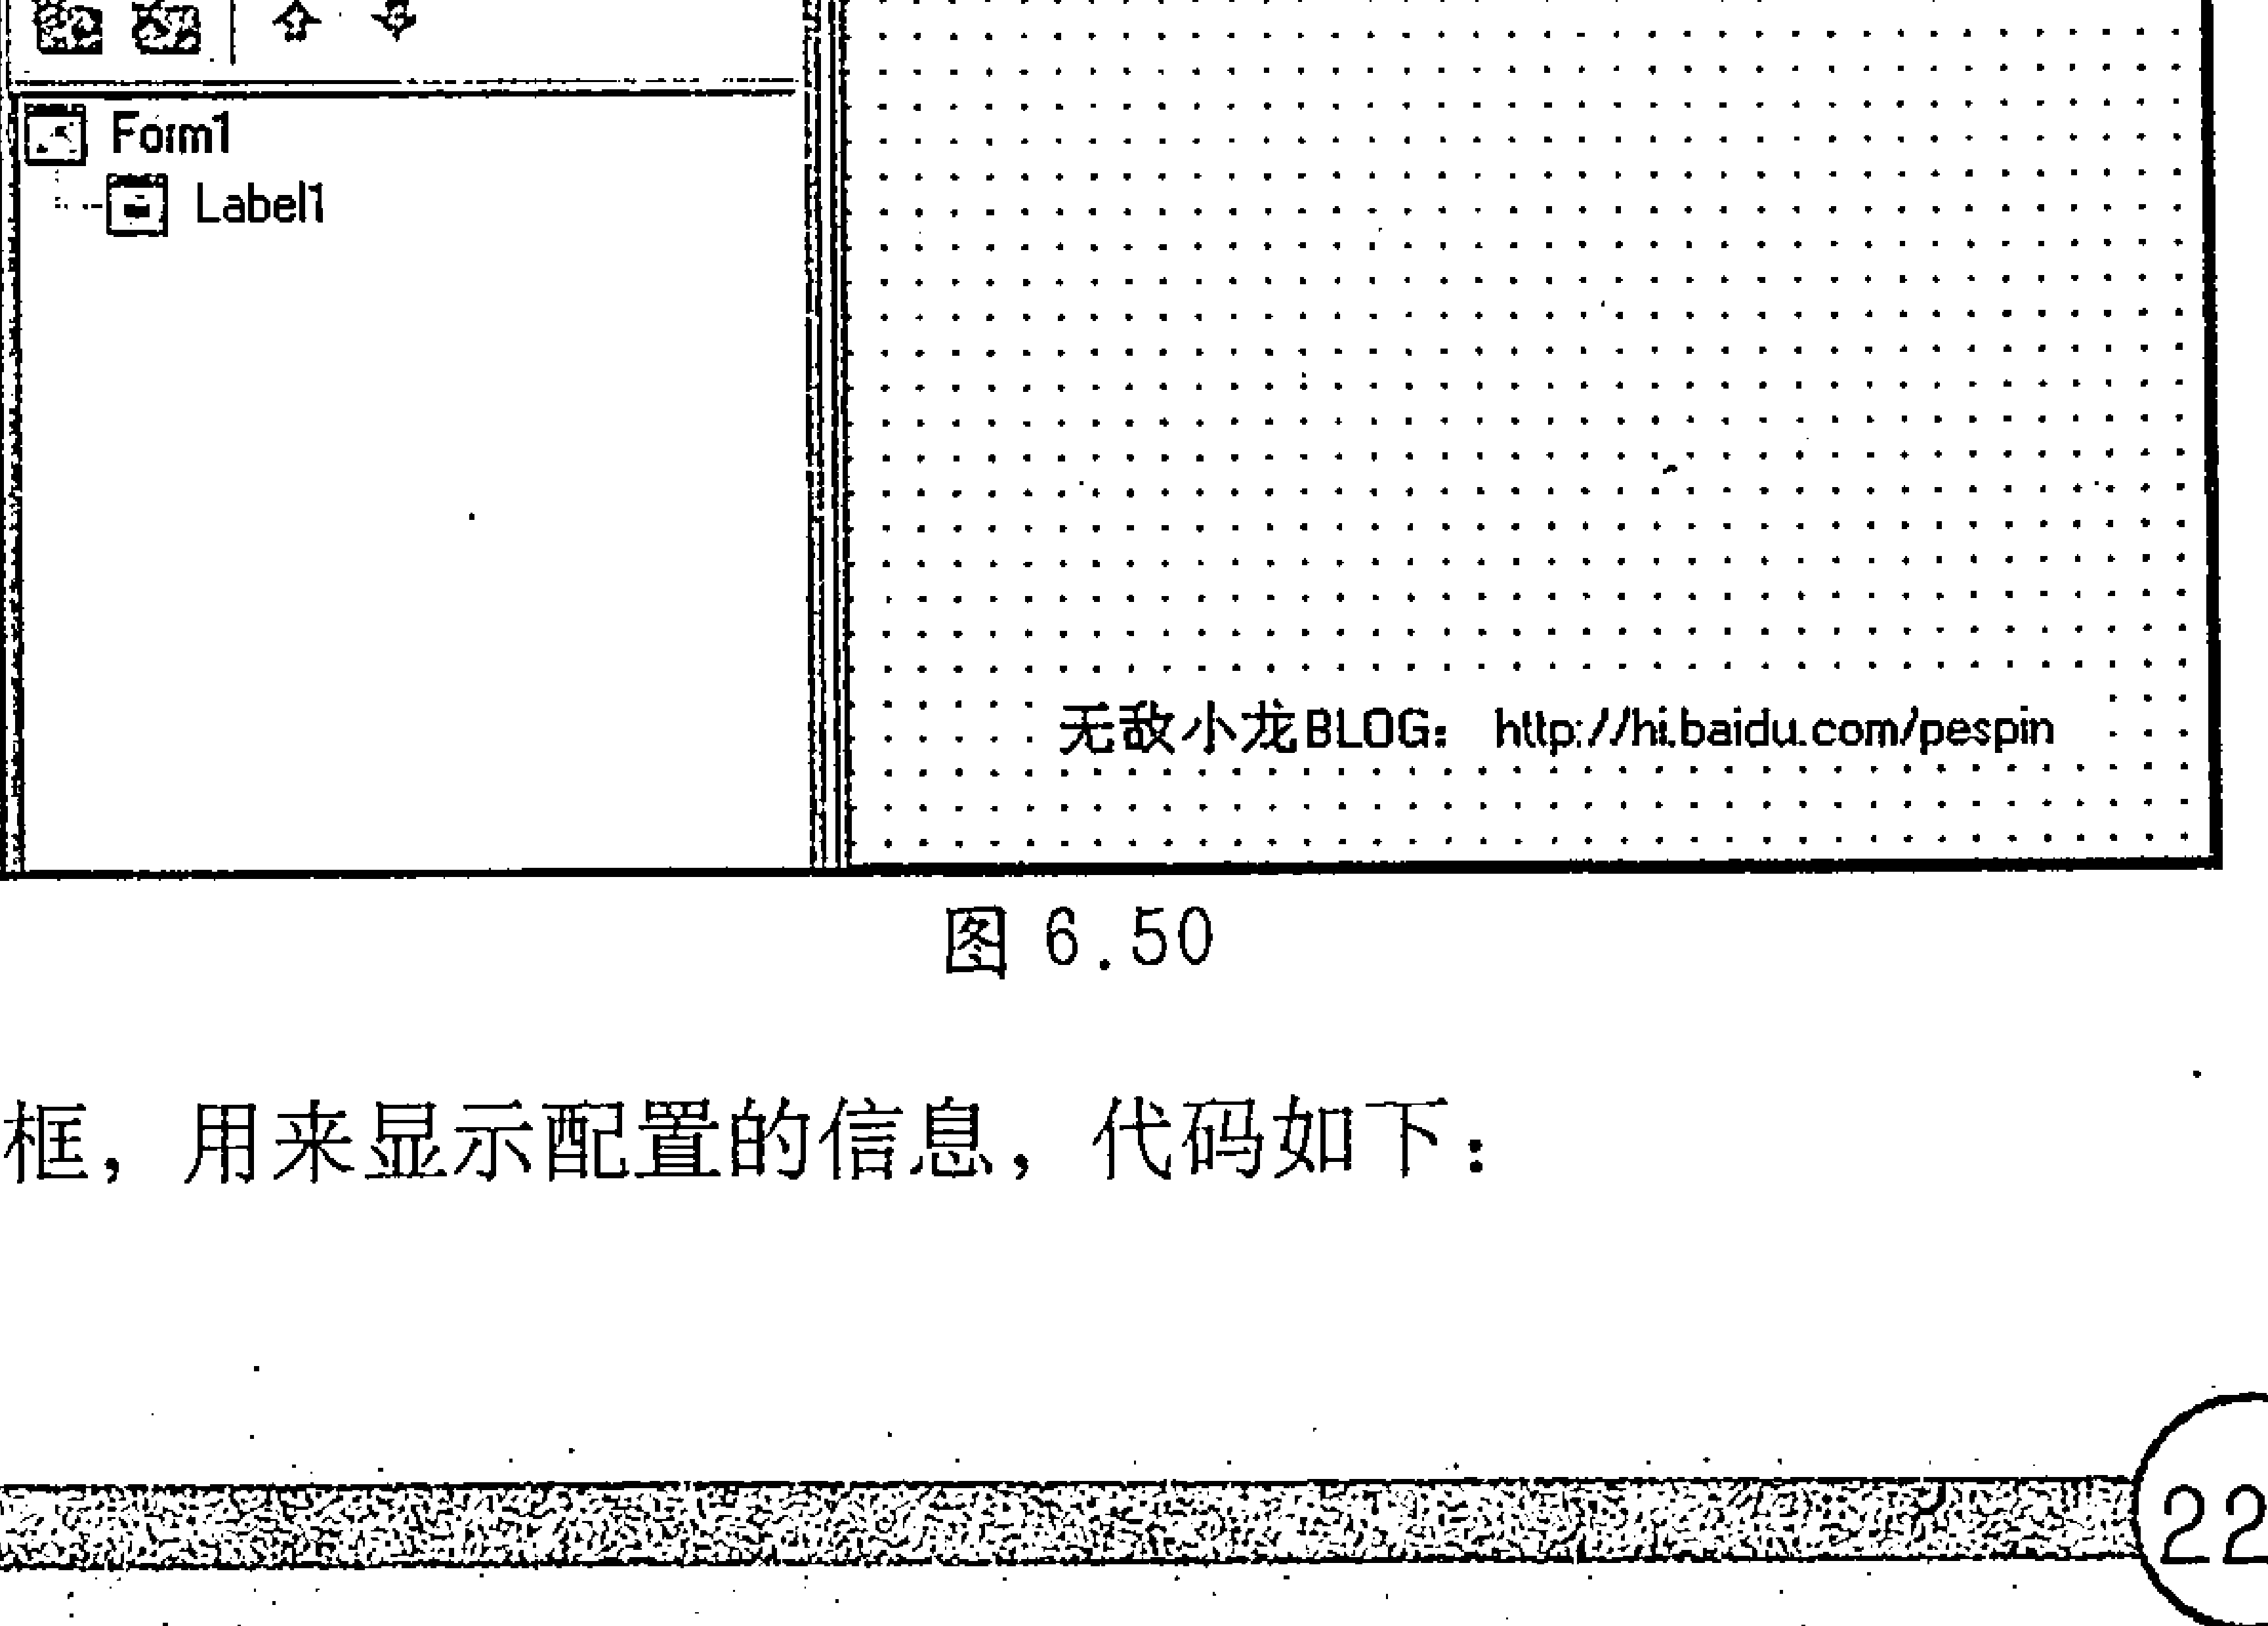 Form1
Label1
无敌小龙BLOG： http://hi.baidu.com/pespin
图 6.50
框，用来显示配置的信息，代码如下：
22